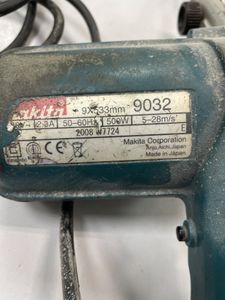 makita 9X533mm 9032
2.3A 50-60Hz 500W 5-28m/s
2008 W7724 E
Makita Corporation
Anjo, Aichi, Japan
Made in Japan
CE